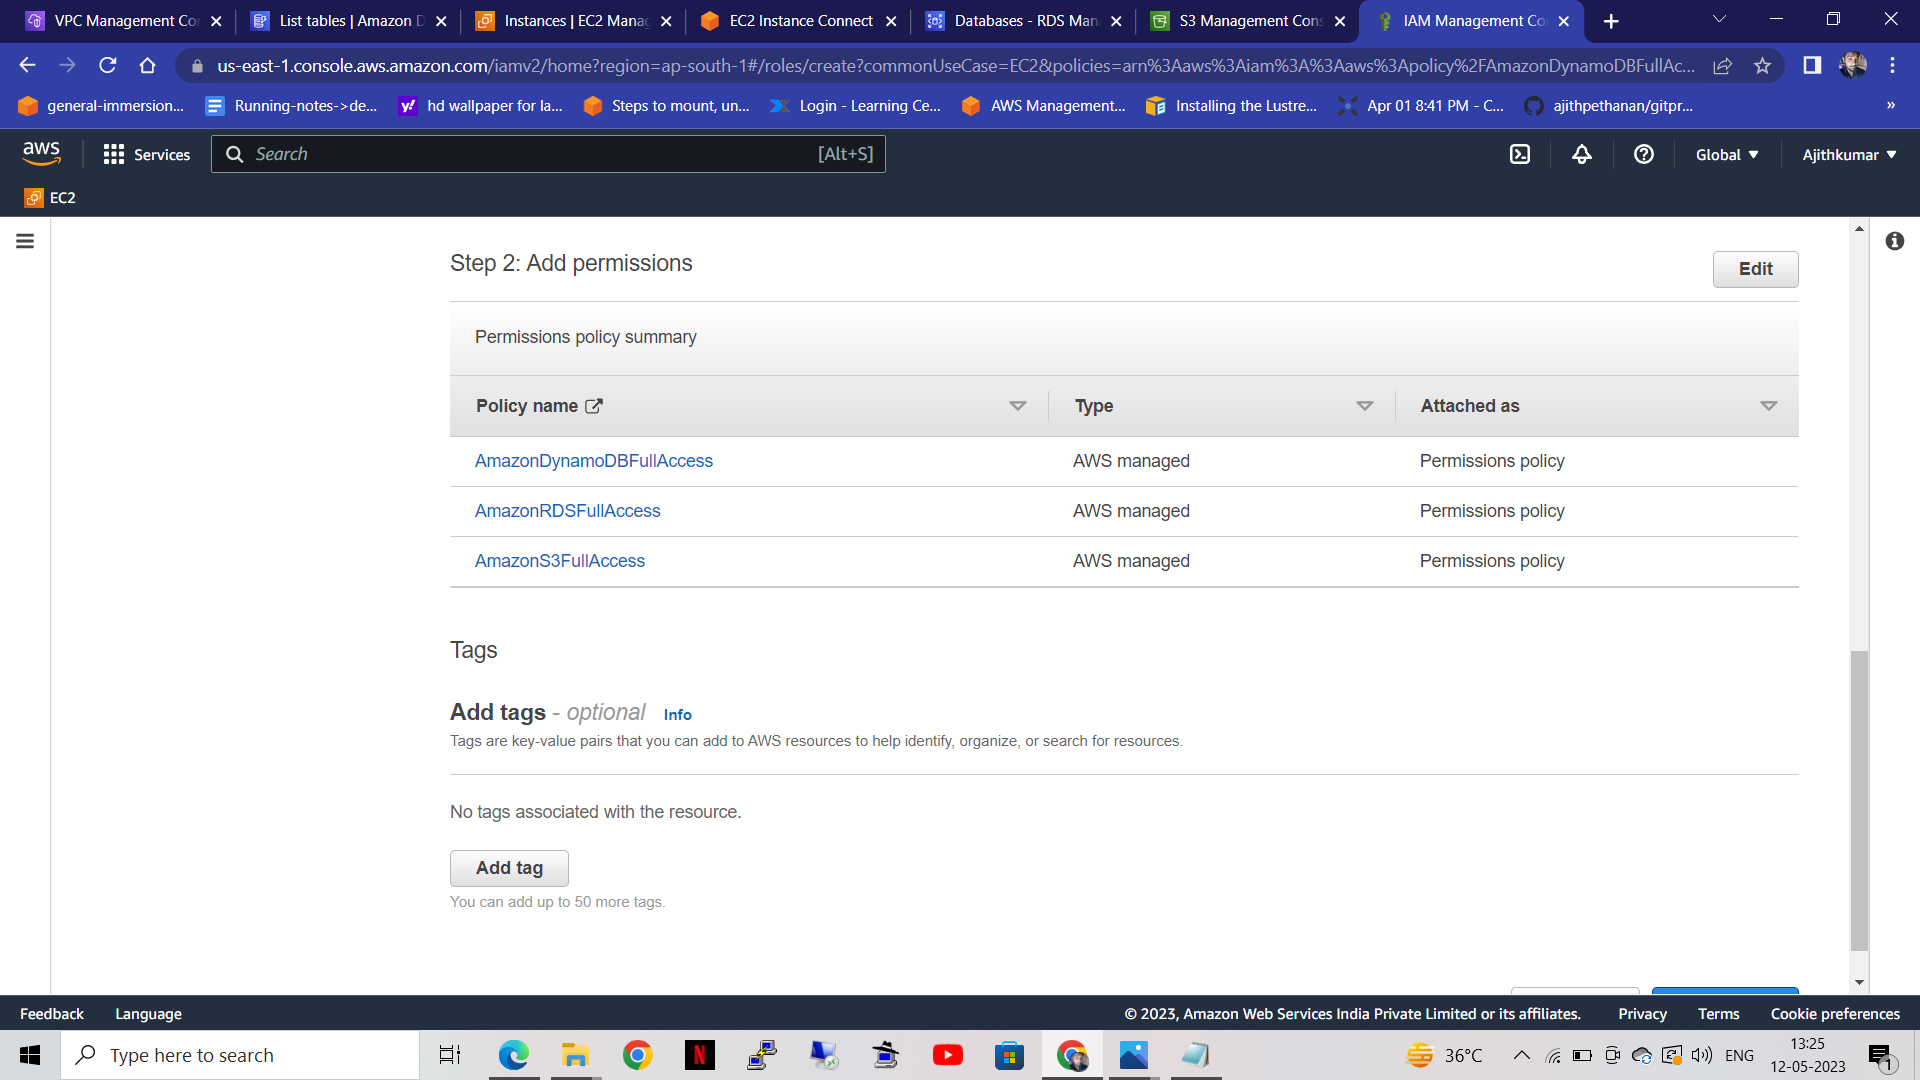 VPC Management Co
List tables | Amazon D
Instances | EC2 Manag
EC2 Instance Connect
Databases - RDS Man
S3 Management Cons
IAM Management Co
us-east-1.console.aws.amazon.com/iamv2/home?region=ap-south-1#/roles/create?commonUseCase=EC2&policies=arn%3Aaws%3Aiam%3A%3Aaws%3Apolicy%2FAmazonDynamoDBFullAc...
general-immersion...
Running-notes->de...
hd wallpaper for la...
Steps to mount, un...
Login - Learning Ce...
AWS Management...
Installing the Lustre...
Apr 01 8:41 PM - C...
ajithpethanan/gitpr...
»
aws
Services
Search
[Alt+S]
Global
Ajithkumar
EC2
Step 2: Add permissions
Edit
Permissions policy summary
Policy name
Type
Attached as
AmazonDynamoDBFullAccess
AWS managed
Permissions policy
AmazonRDSFullAccess
AWS managed
Permissions policy
AmazonS3FullAccess
AWS managed
Permissions policy
Tags
Add tags - optional
Info
Tags are key-value pairs that you can add to AWS resources to help identify, organize, or search for resources.
No tags associated with the resource.
Add tag
You can add up to 50 more tags.
Feedback
Language
© 2023, Amazon Web Services India Private Limited or its affiliates.
Privacy
Terms
Cookie preferences
Type here to search
36°C
ENG
13:25
12-05-2023
1